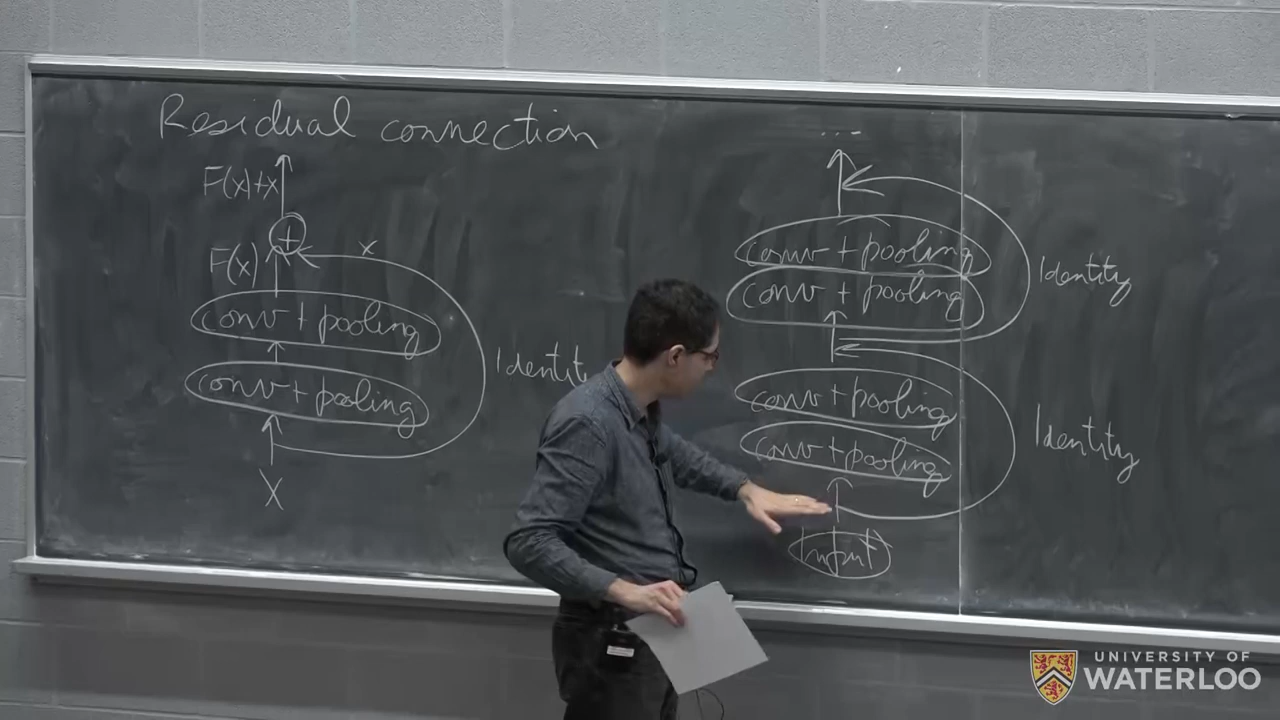 Residual connection
F(x)+x
+
F(x)
x
conv + pooling
conv + pooling
Identity
X
...
conv + pooling
conv + pooling
Identity
conv + pooling
conv + pooling
Identity
Input
UNIVERSITY OF
WATERLOO